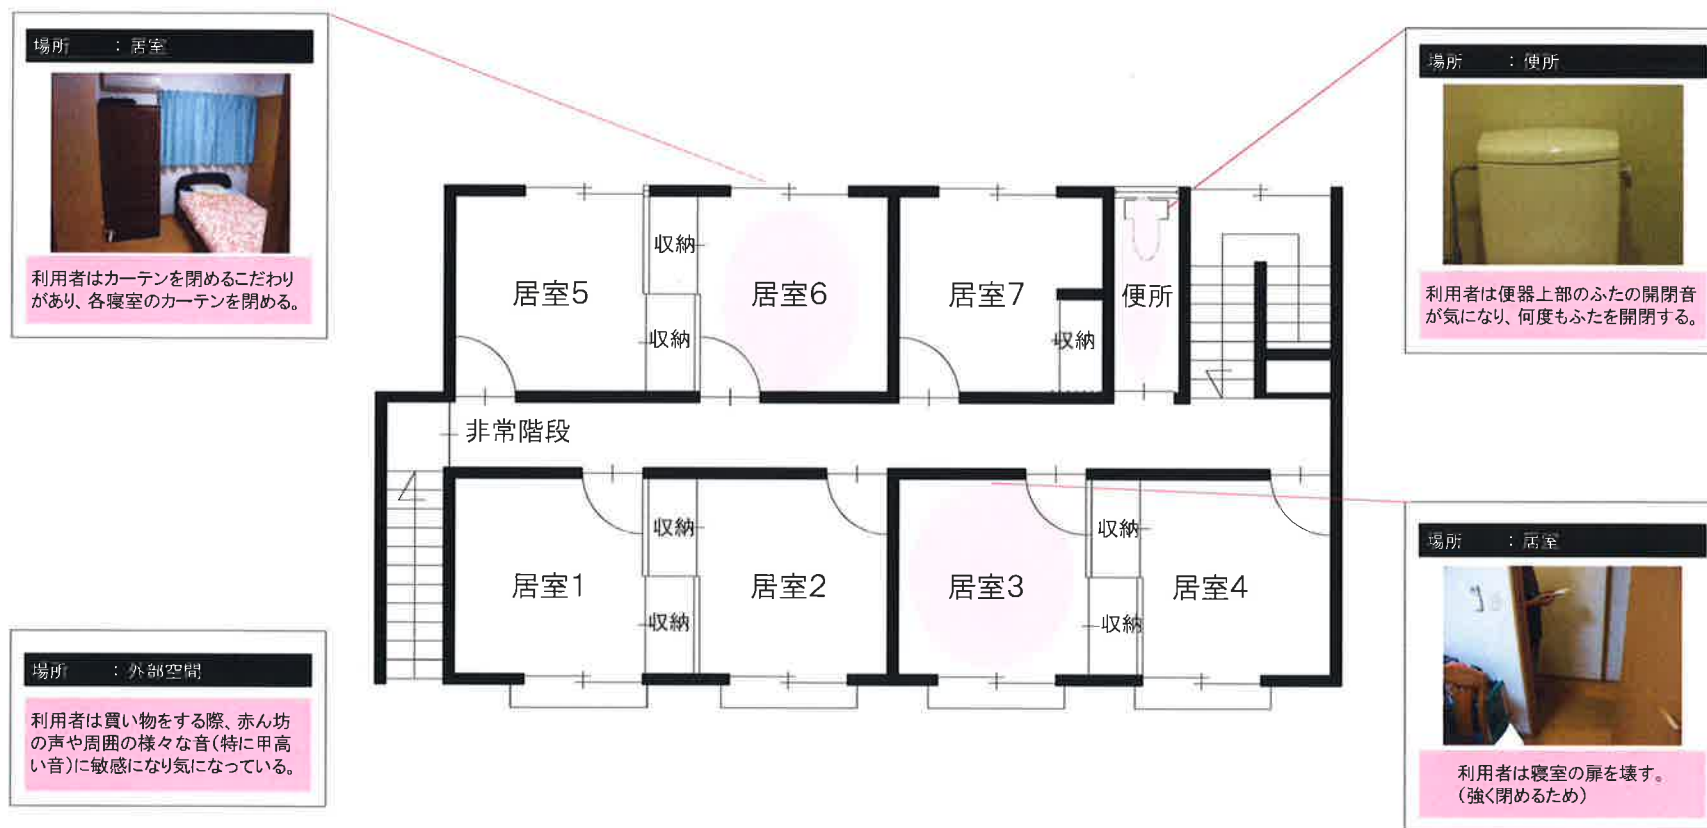 場所 : 居室
利用者はカーテンを閉めるこだわり
があり、各寝室のカーテンを閉める。
場所 : 便所
利用者は便器上部のふたの開閉音
が気になり、何度もふたを開閉する。
居室5
収納
収納
居室6
居室7
収納
便所
非常階段
居室1
収納
収納
居室2
居室3
収納
収納
居室4
場所 : 外部空間
利用者は買い物をする際、赤ん坊
の声や周囲の様々な音(特に甲高
い音)に敏感になり気になっている。
場所 : 居室
利用者は寝室の扉を壊す。
(強く閉めるため)